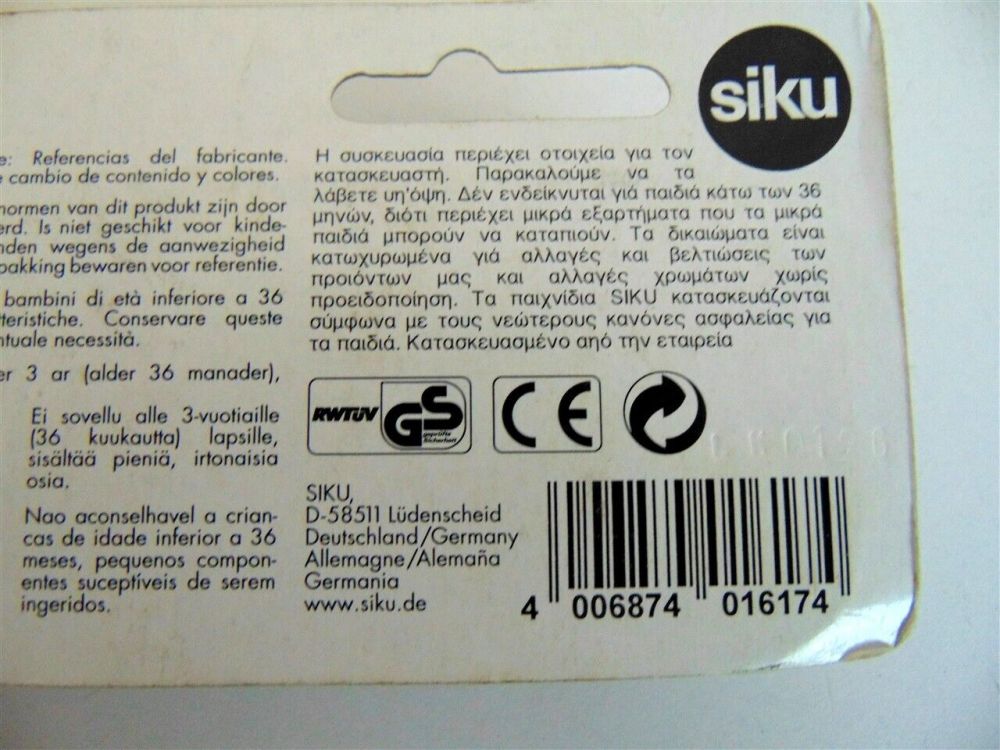 siku
e: Referencias del fabricante.
e cambio de contenido y colores.
normen van dit produkt zijn door
erd. Is niet geschikt voor kinde-
nden wegens de aanwezigheid
pakking bewaren voor referentie.
bambini di età inferiore a 36
tteristiche. Conservare queste
ntuale necessità.
er 3 ar (alder 36 manader),
Ei sovellu alle 3-vuotiaille
(36 kuukautta) lapsille,
sisältää pieniä, irtonaisia
osia.
Nao aconselhavel a crian-
cas de idade inferior a 36
meses, pequenos compon-
entes suceptíveis de serem
ingeridos.
Η συσκευασία περιέχει οτοιχεία για τον
κατασκευαστή. Παρακαλούμε να τα
λάβετε υη'όψη. Δέν ενδείκνυται γιά παιδιά κάτω των 36
μηνών, διότι περιέχει μικρά εξαρτήματα που τα μικρά
παιδιά μπορούν να καταπιούν. Τα δικαιώματα είναι
κατωχυρωμένα γιά αλλαγές και βελτιώσεις των
προιόντων μας και αλλαγές χρωμάτων χωρίς
προειδοποίηση. Τα παιχνίδια SIKU κατασκευάζονται
σύμφωνα με τους νεώτερους κανόνες ασφαλείας για
τα παιδιά. Κατασκευασμένο αηό την εταιρεία
RWTÜV GS geprüfte Sicherheit CE
SIKU,
D-58511 Lüdenscheid
Deutschland/Germany
Allemagne/Alemaña
Germania
www.siku.de
4 006874 016174